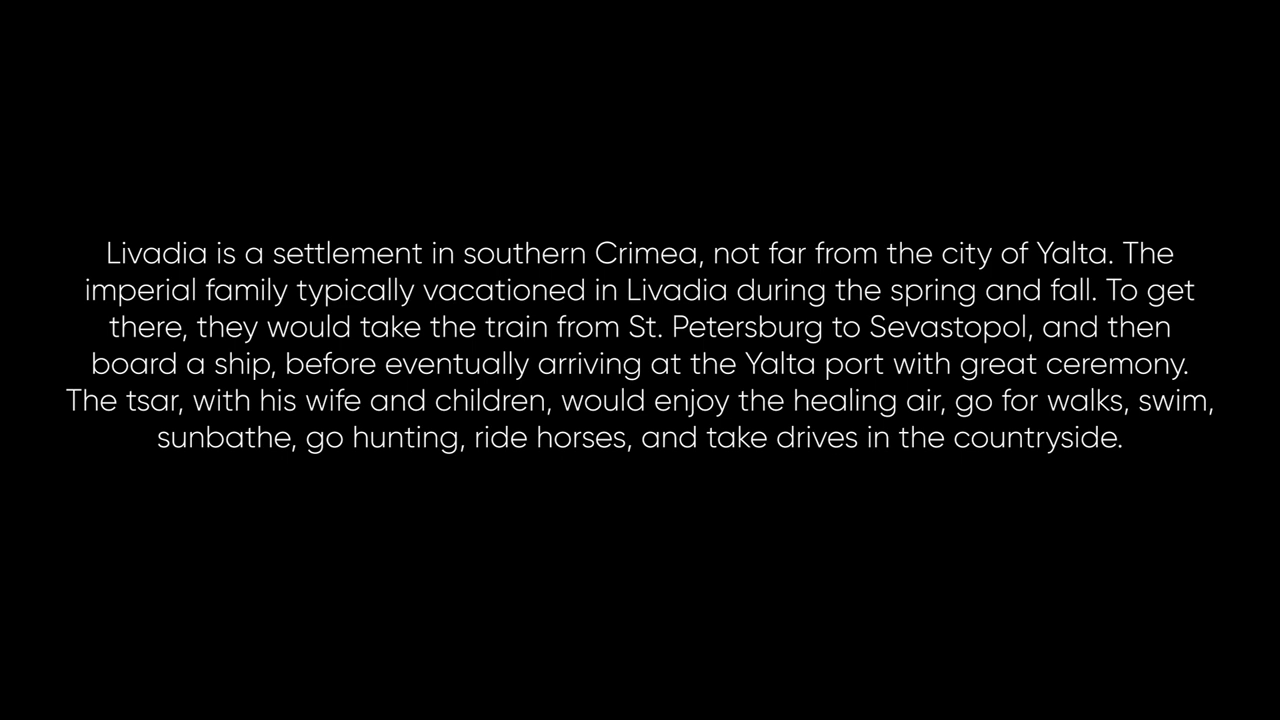 Livadia is a settlement in southern Crimea, not far from the city of Yalta. The
imperial family typically vacationed in Livadia during the spring and fall. To get
there, they would take the train from St. Petersburg to Sevastopol, and then
board a ship, before eventually arriving at the Yalta port with great ceremony.
The tsar, with his wife and children, would enjoy the healing air, go for walks, swim,
sunbathe, go hunting, ride horses, and take drives in the countryside.